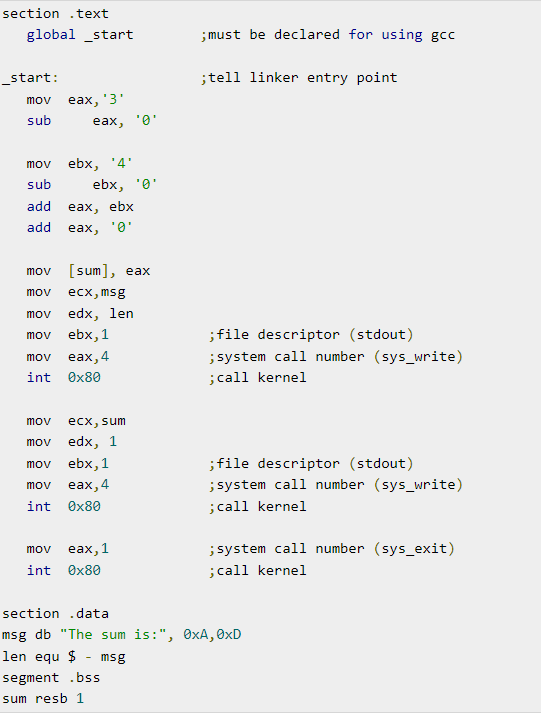 section .text
   global _start        ;must be declared for using gcc
_start:                 ;tell linker entry point
   mov  eax,'3'
   sub     eax, '0'
   mov  ebx, '4'
   sub     ebx, '0'
   add  eax, ebx
   add  eax, '0'
   mov  [sum], eax
   mov  ecx,msg
   mov  edx, len
   mov  ebx,1            ;file descriptor (stdout)
   mov  eax,4            ;system call number (sys_write)
   int  0x80             ;call kernel
   mov  ecx,sum
   mov  edx, 1
   mov  ebx,1            ;file descriptor (stdout)
   mov  eax,4            ;system call number (sys_write)
   int  0x80             ;call kernel
   mov  eax,1            ;system call number (sys_exit)
   int  0x80             ;call kernel
section .data
msg db "The sum is:", 0xA,0xD
len equ $ - msg
segment .bss
sum resb 1